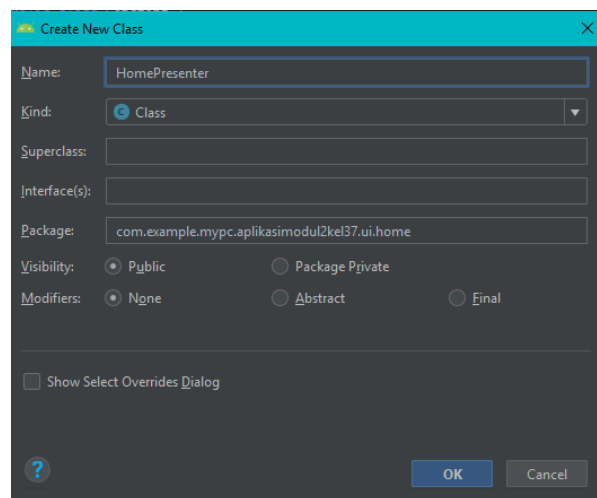 Create New Class
Name: HomePresenter
Kind: C Class
Superclass:
Interface(s):
Package: com.example.mypc.aplikasimodul2kel37.ui.home
Visibility: Public Package Private
Modifiers: None Abstract Final
Show Select Overrides Dialog
? OK Cancel